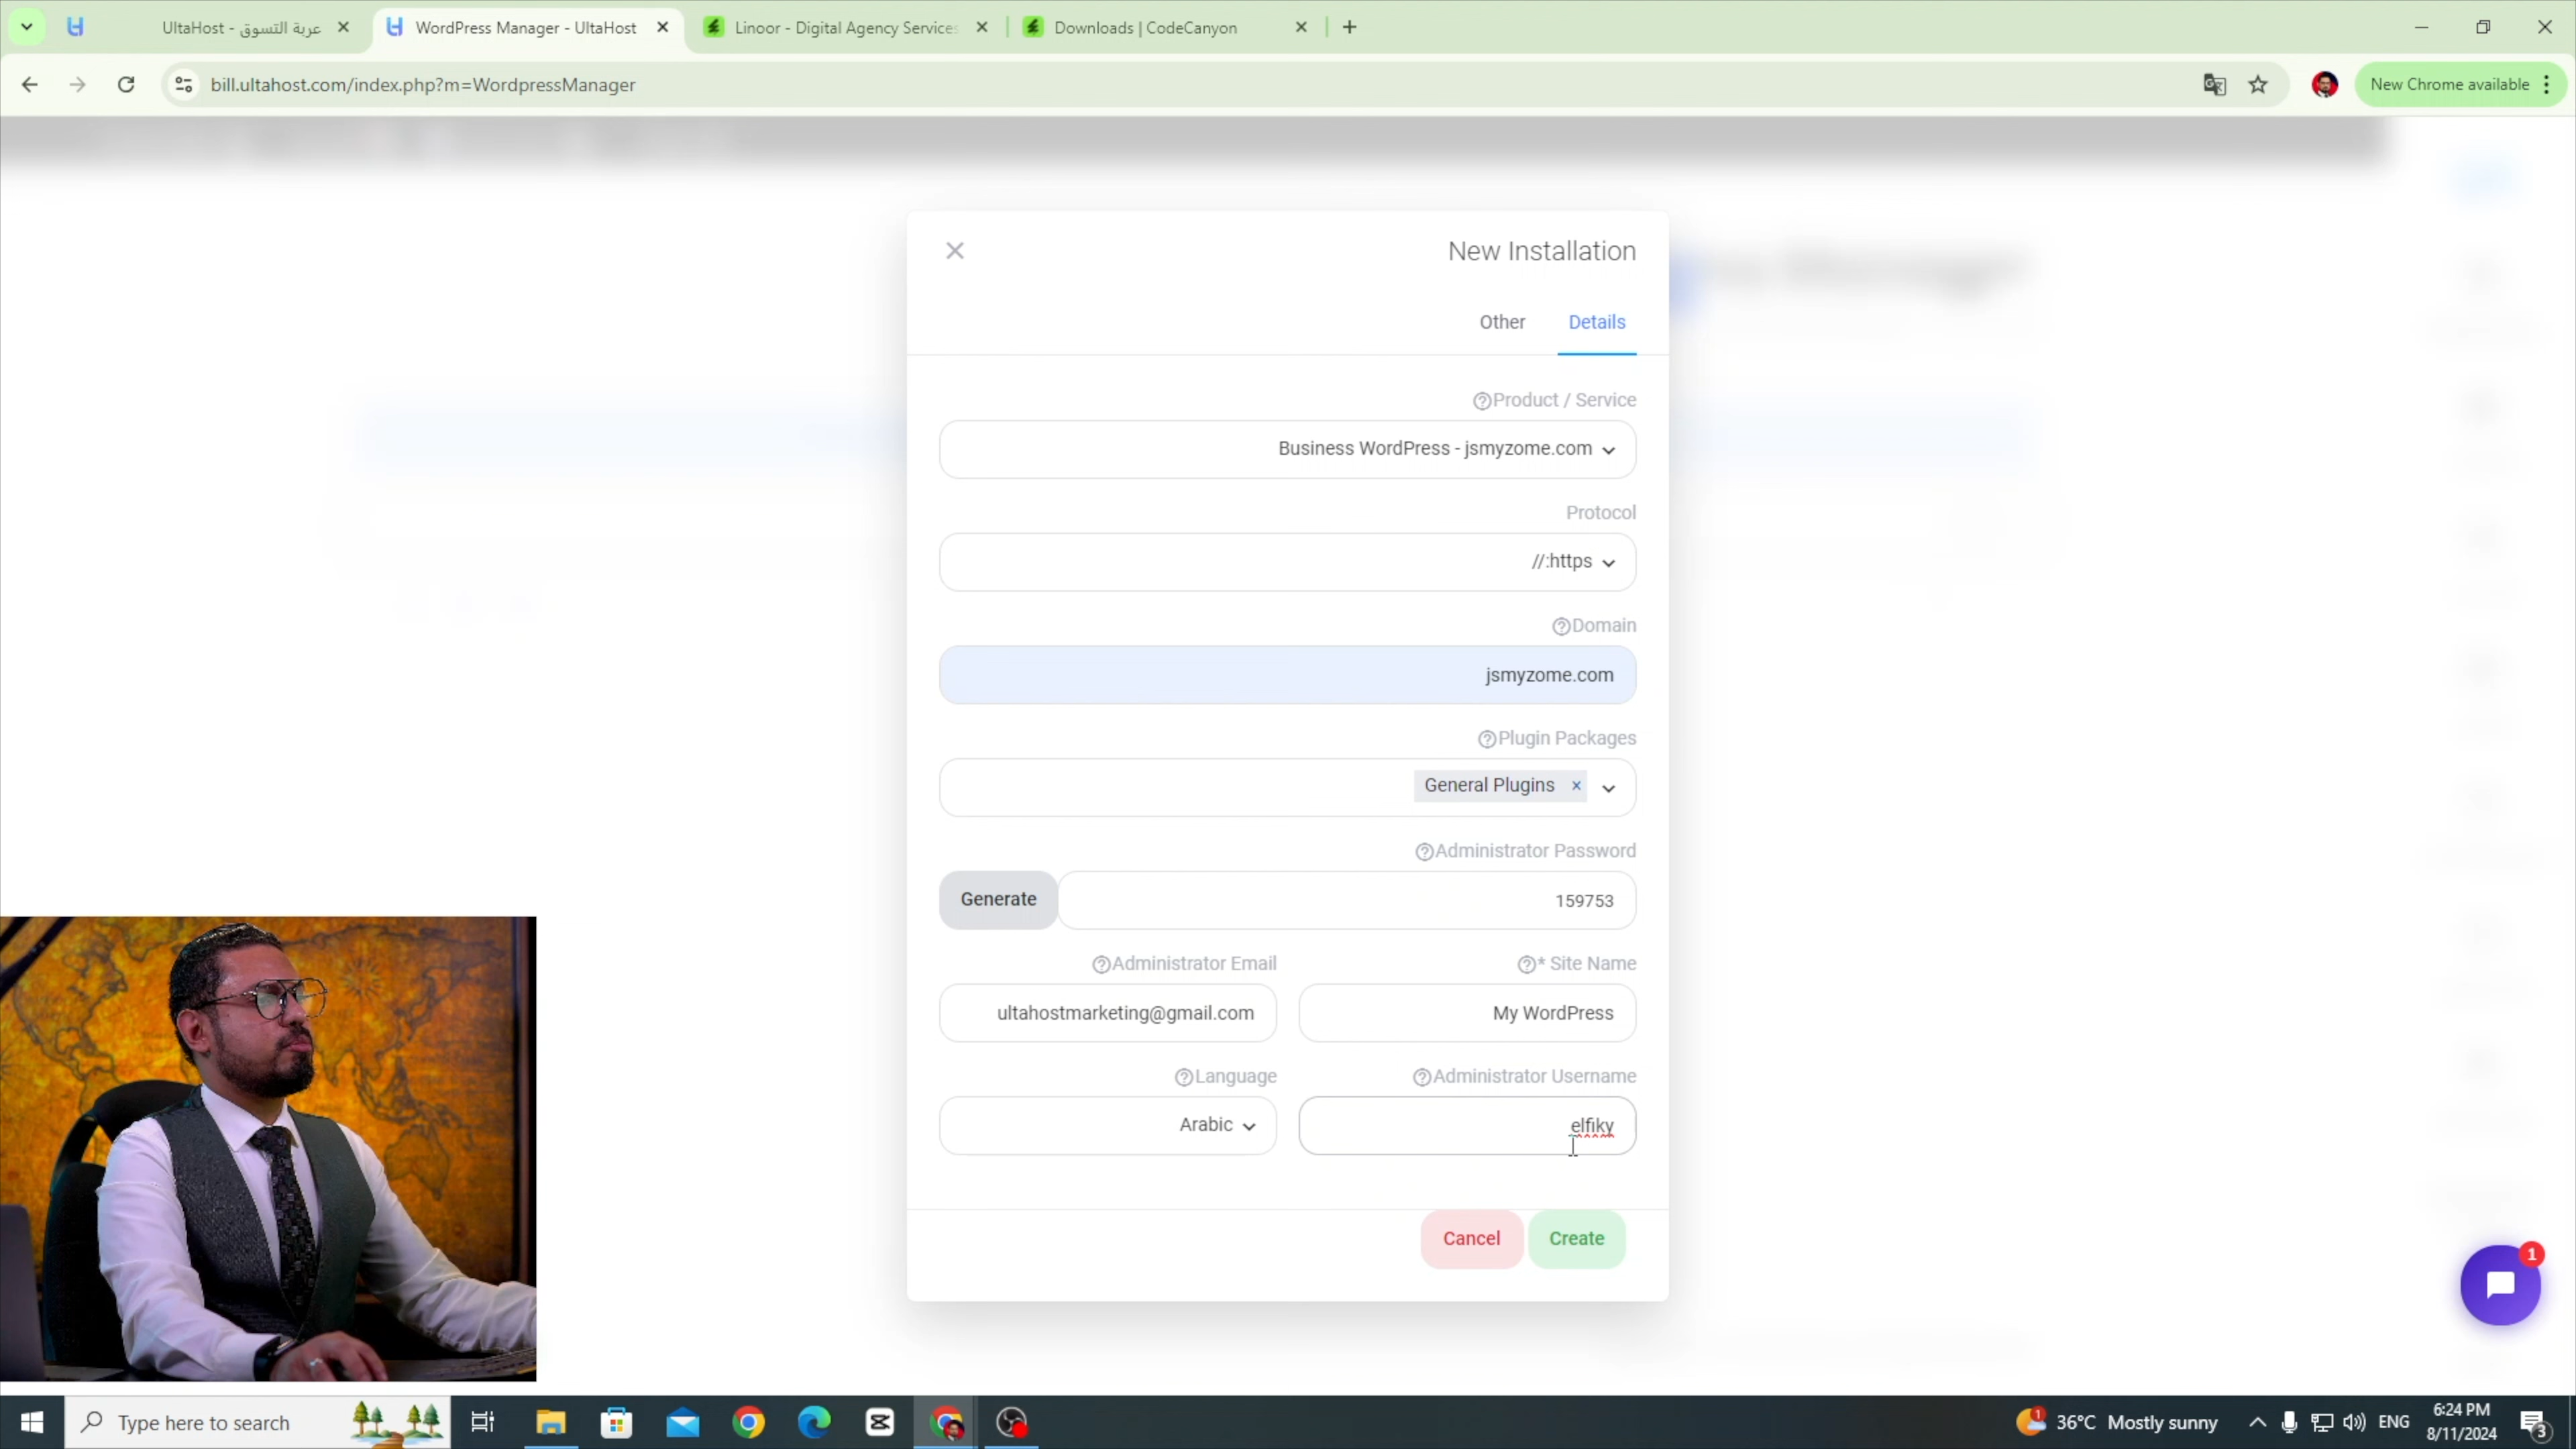 UltaHost - عربة التسوق
WordPress Manager - UltaHost
Linoor - Digital Agency Services
Downloads | CodeCanyon
bill.ultahost.com/index.php?m=WordpressManager
New Chrome available
New Installation
Other Details
Product / Service
Business WordPress - jsmyzome.com
Protocol
//:https
Domain
jsmyzome.com
Plugin Packages
General Plugins ×
Administrator Password
Generate 159753
Administrator Email * Site Name
ultahostmarketing@gmail.com My WordPress
Language Administrator Username
Arabic elfiky
Cancel Create
1
Type here to search
1
36°C Mostly sunny
ENG
6:24 PM
8/11/2024
3